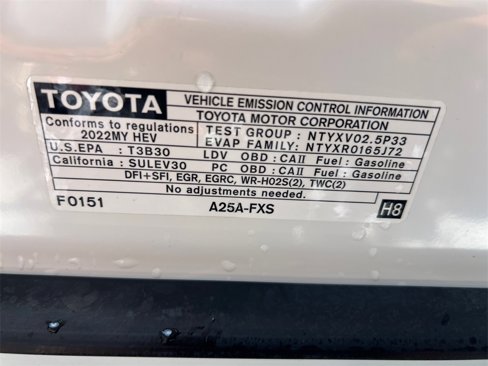 TOYOTA
VEHICLE EMISSION CONTROL INFORMATION
TOYOTA MOTOR CORPORATION
Conforms to regulations
2022MY HEV
TEST GROUP : NTYXV02.5P33
EVAP FAMILY: NTYXR0165J72
U.S.EPA : T3B30 LDV OBD : CAII Fuel : Gasoline
California : SULEV30 PC OBD : CAII Fuel : Gasoline
DFI+SFI, EGR, EGRC, WR-HO2S(2), TWC(2)
No adjustments needed.
F0151 A25A-FXS H8